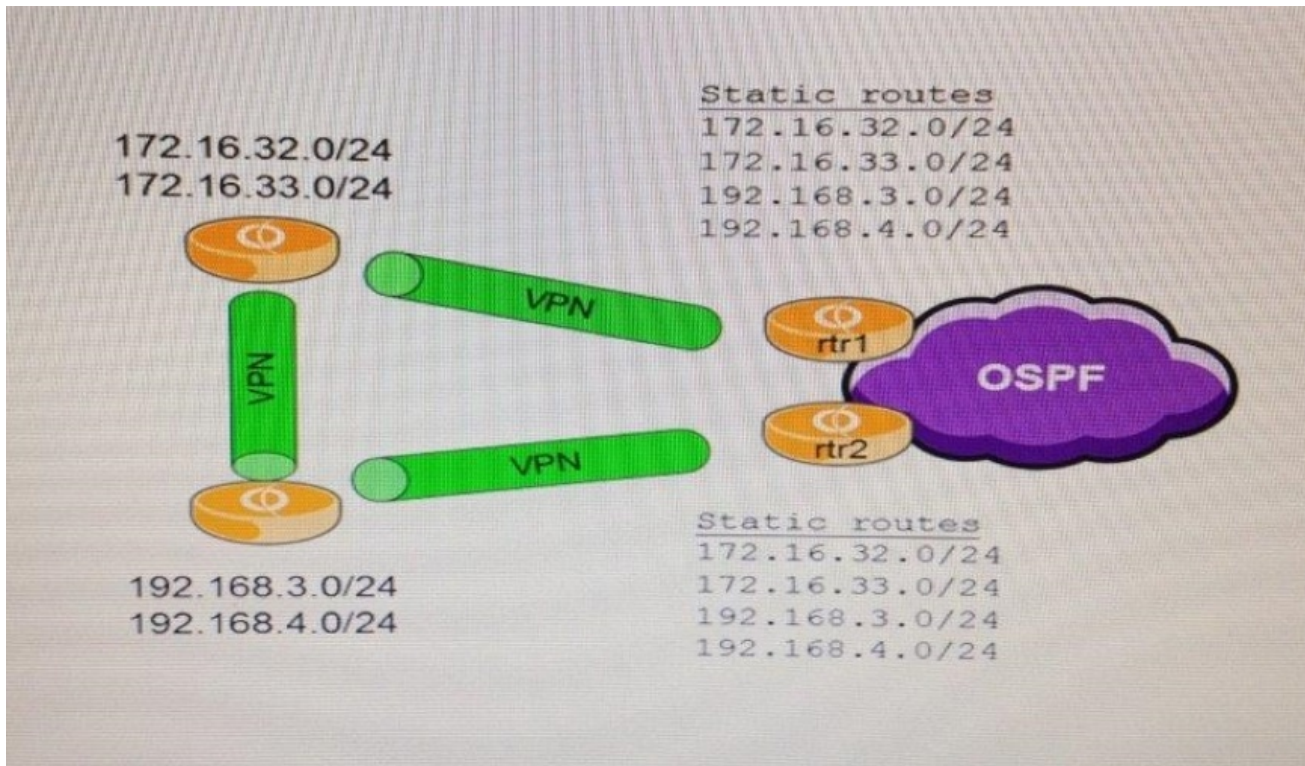 Static routes
172.16.32.0/24
172.16.33.0/24
192.168.3.0/24
192.168.4.0/24
172.16.32.0/24
172.16.33.0/24
VPN
rtr1
VPN
OSPF
rtr2
VPN
Static routes
172.16.32.0/24
172.16.33.0/24
192.168.3.0/24
192.168.4.0/24
192.168.3.0/24
192.168.4.0/24